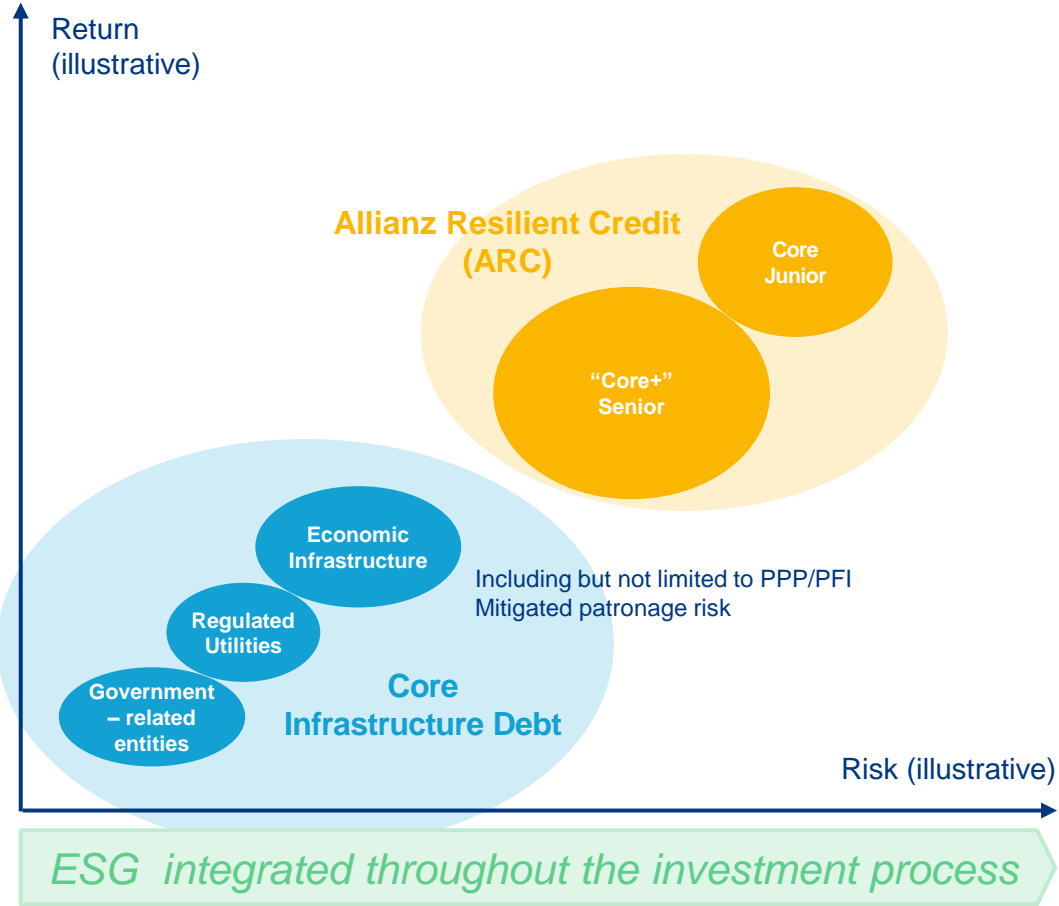 Return
(illustrative)
Allianz Resilient Credit
(ARC)
Core
Junior
“Core+”
Senior
Economic
Infrastructure
Including but not limited to PPP/PFI
Mitigated patronage risk
Regulated
Utilities
Government
– related
entities
Core
Infrastructure Debt
Risk (illustrative)
ESG integrated throughout the investment process